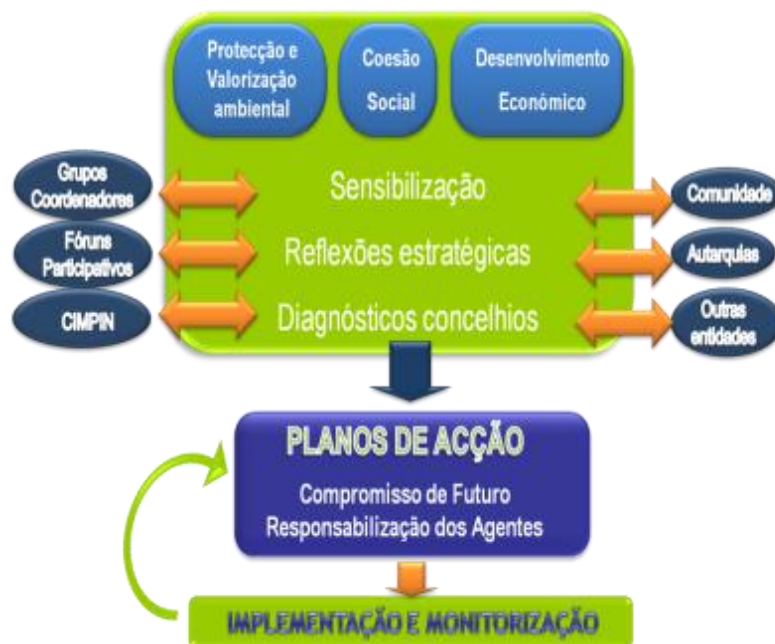 Protecção e
Valorização
ambiental
Coesão
Social
Desenvolvimento
Económico
Grupos
Coordenadores
Sensibilização
Comunidade
Fóruns
Participativos
Reflexões estratégicas
Autarquias
CIMPIN
Diagnósticos concelhios
Outras
entidades
PLANOS DE ACÇÃO
Compromisso de Futuro
Responsabilização dos Agentes
IMPLEMENTAÇÃO E MONITORIZAÇÃO